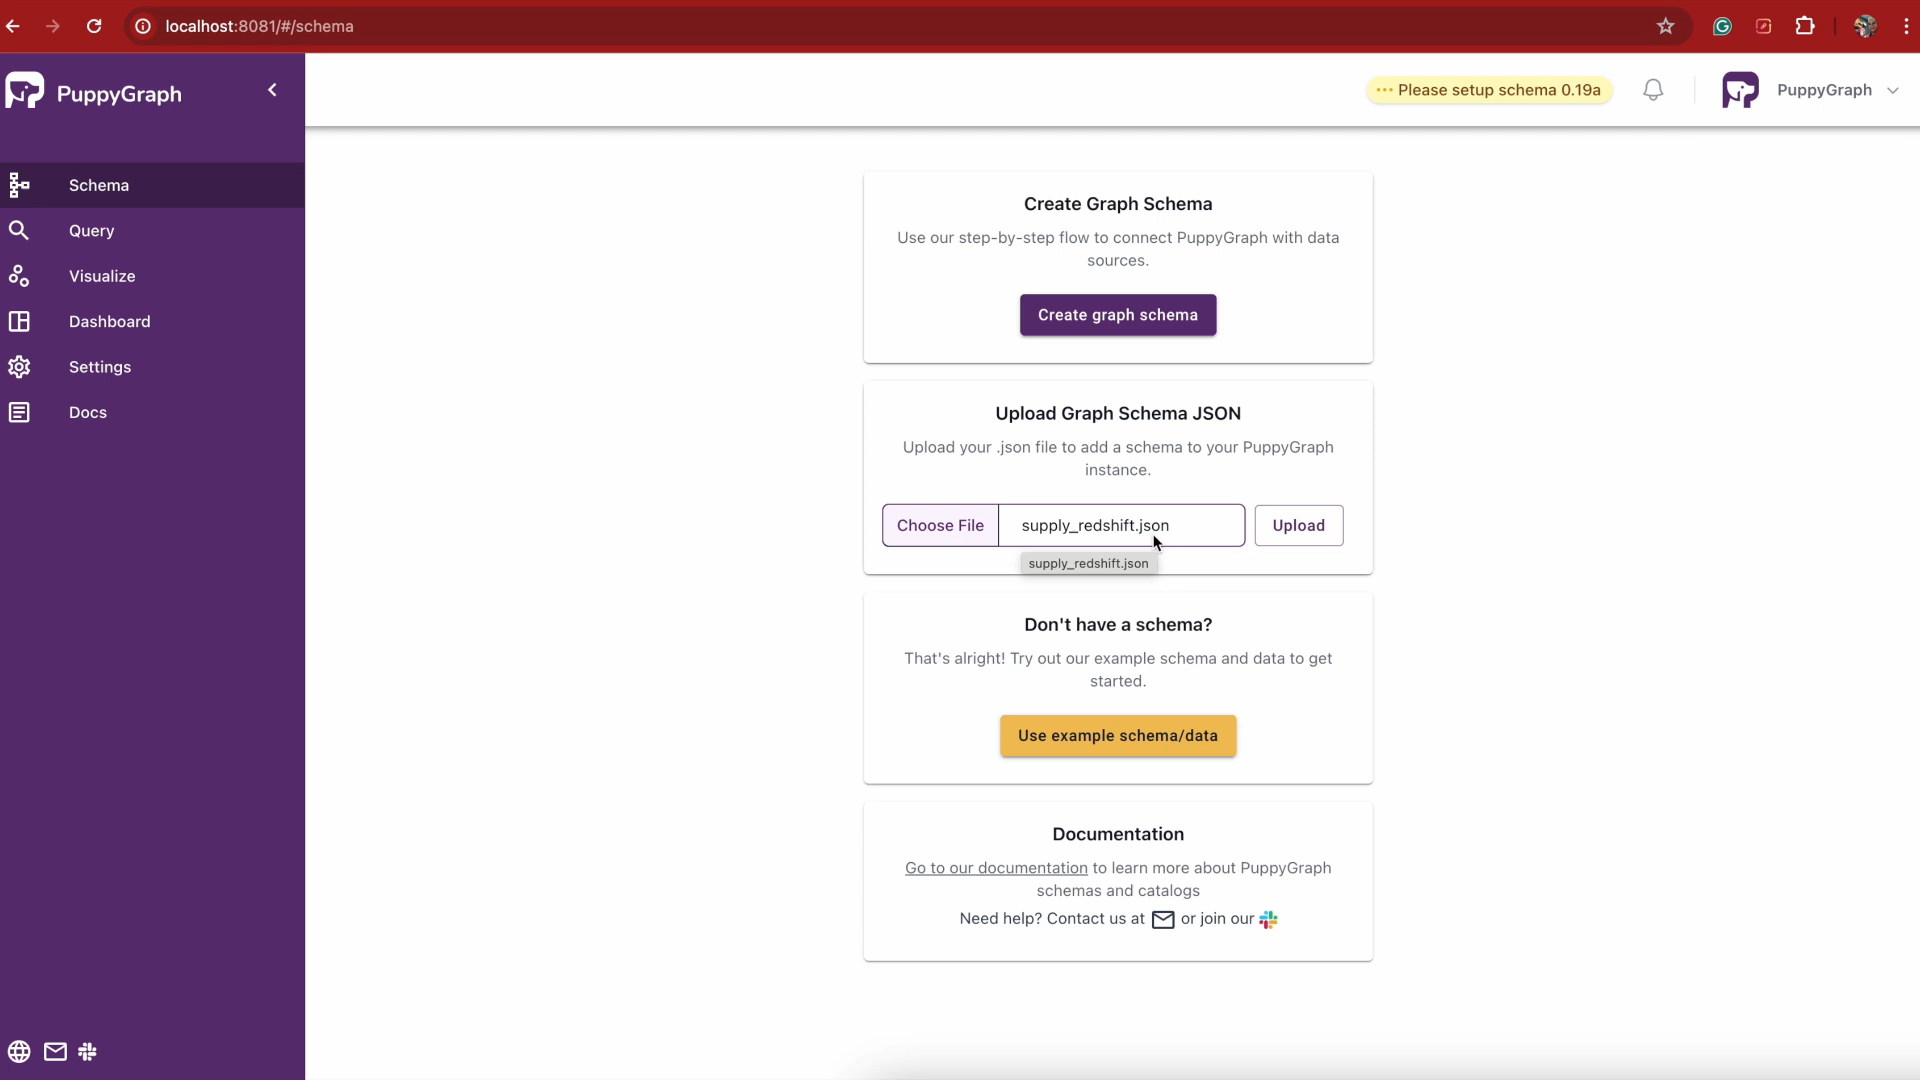 localhost:8081/#/schema
PuppyGraph
··· Please setup schema 0.19a
PuppyGraph
Schema
Query
Visualize
Dashboard
Settings
Docs
Create Graph Schema
Use our step-by-step flow to connect PuppyGraph with data
sources.
Create graph schema
Upload Graph Schema JSON
Upload your .json file to add a schema to your PuppyGraph
instance.
Choose File
supply_redshift.json
Upload
supply_redshift.json
Don't have a schema?
That's alright! Try out our example schema and data to get
started.
Use example schema/data
Documentation
Go to our documentation to learn more about PuppyGraph
schemas and catalogs
Need help? Contact us at or join our